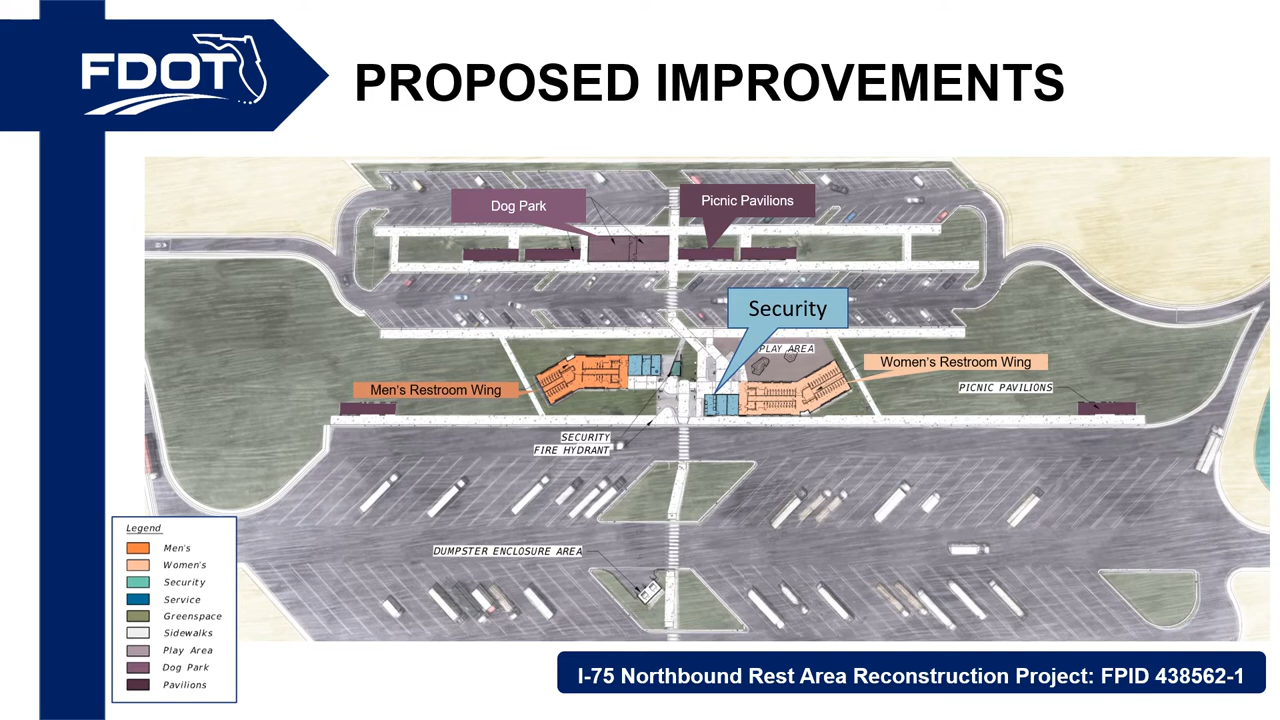 FDOT
PROPOSED IMPROVEMENTS
Dog Park
Picnic Pavilions
Security
PLAY AREA
Men's Restroom Wing
Women's Restroom Wing
PICNIC PAVILIONS
SECURITY
FIRE HYDRANT
DUMPSTER ENCLOSURE AREA
Legend
Men's
Women's
Security
Service
Greenspace
Sidewalks
Play Area
Dog Park
Pavilions
I-75 Northbound Rest Area Reconstruction Project: FPID 438562-1